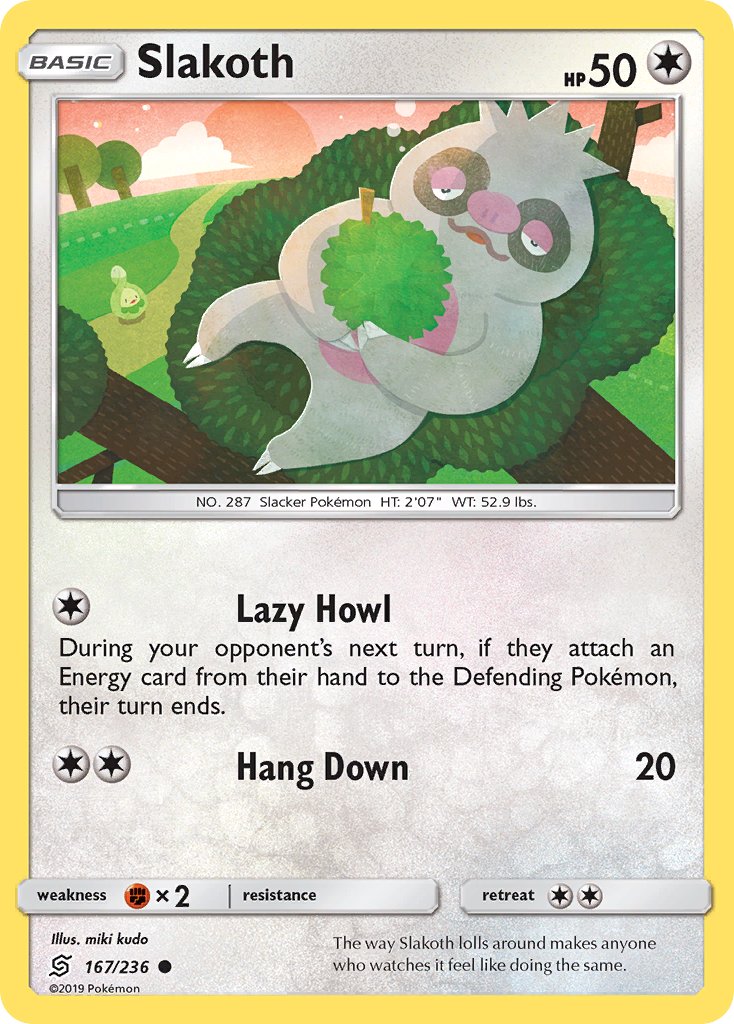 BASIC Slakoth HP 50
NO. 287 Slacker Pokémon HT: 2'07" WT: 52.9 lbs.
Lazy Howl
During your opponent's next turn, if they attach an
Energy card from their hand to the Defending Pokémon,
their turn ends.
Hang Down 20
weakness × 2 resistance retreat
Illus. miki kudo
167/236
©2019 Pokémon
The way Slakoth lolls around makes anyone
who watches it feel like doing the same.